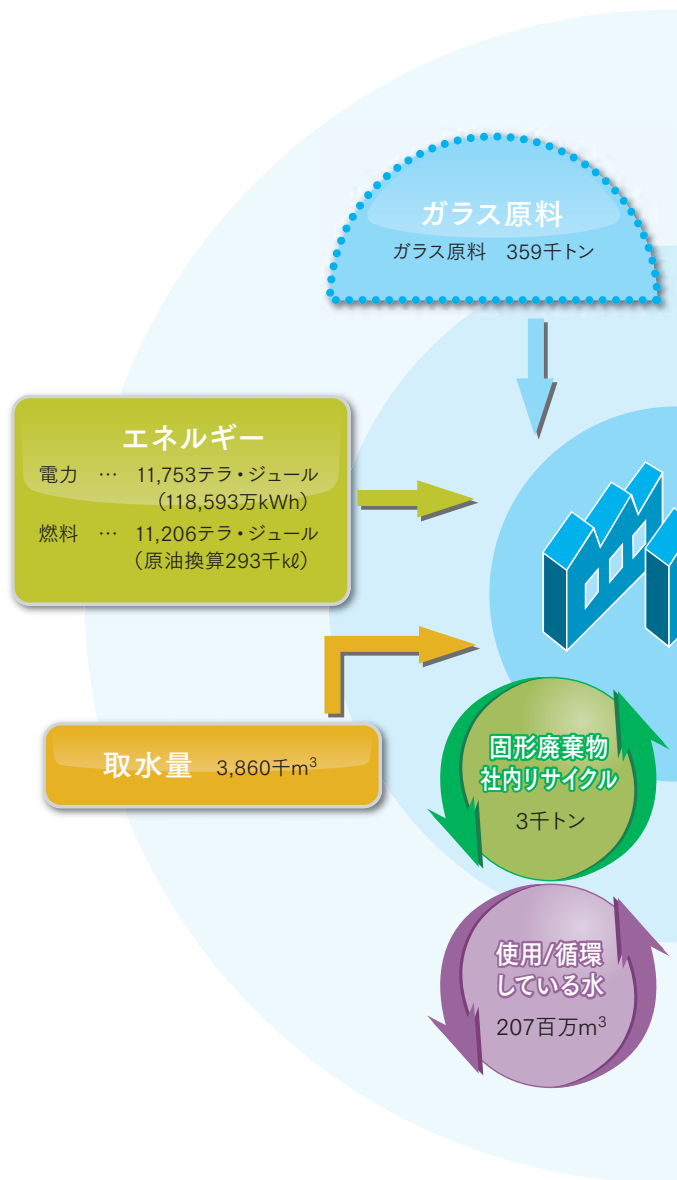 ガラス原料
ガラス原料　359千トン
エネルギー
電力　…　11,753テラ・ジュール
（118,593万kWh）
燃料　…　11,206テラ・ジュール
（原油換算293千kℓ）
取水量　3,860千m³
固形廃棄物
社内リサイクル
3千トン
使用/循環
している水
207百万m³